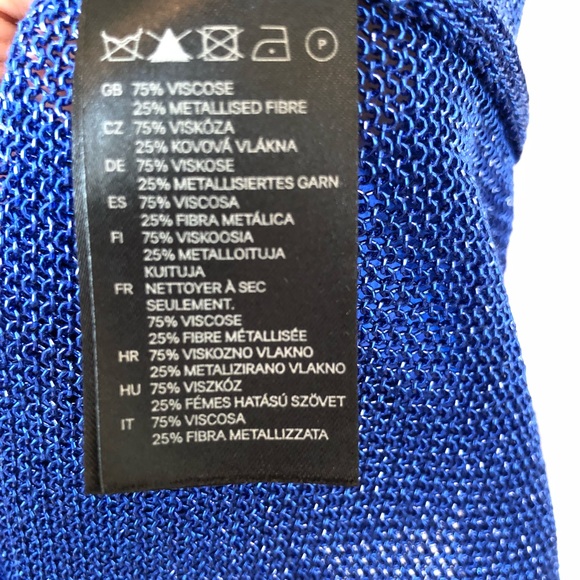 P
GB 75% VISCOSE
25% METALLISED FIBRE
CZ 75% VISKÓZA
25% KOVOVÁ VLÁKNA
DE 75% VISKOSE
25% METALLISIERTES GARN
ES 75% VISCOSA
25% FIBRA METÁLICA
FI 75% VISKOOSIA
25% METALLOITUJA
KUITUJA
FR NETTOYER À SEC
SEULEMENT.
75% VISCOSE
25% FIBRE MÉTALLISÉE
HR 75% VISKOZNO VLAKNO
25% METALIZIRANO VLAKNO
HU 75% VISZKÓZ
25% FÉMES HATÁSÚ SZÖVET
IT 75% VISCOSA
25% FIBRA METALLIZZATA